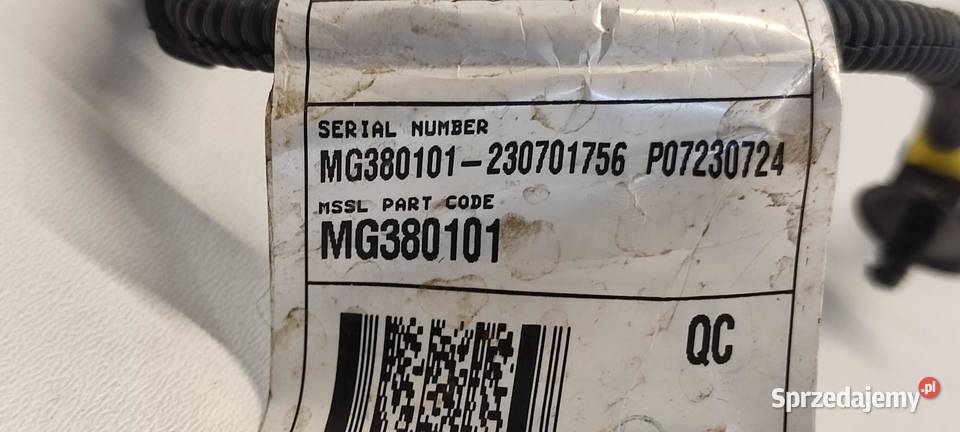 SERIAL NUMBER
MG380101-230701756 P07230724
MSSL PART CODE
MG380101
QC
Sprzedajemy.pl